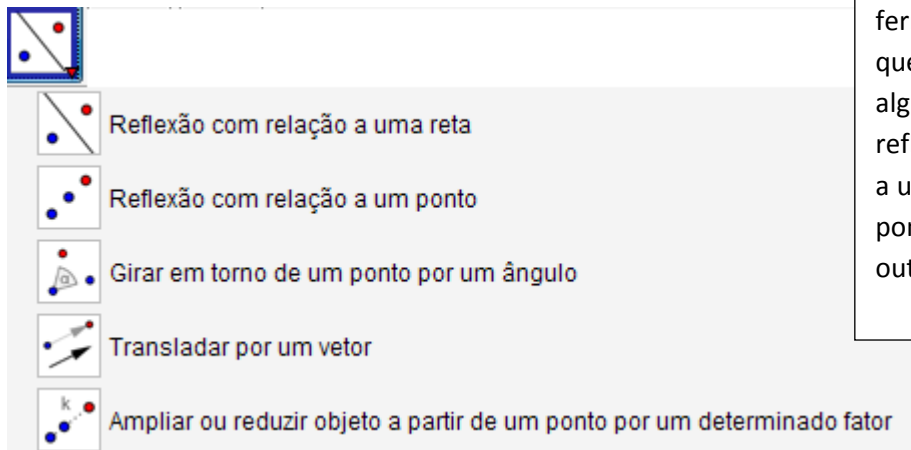 Reflexão com relação a uma reta
Reflexão com relação a um ponto
α
Girar em torno de um ponto por um ângulo
Transladar por um vetor
k
Ampliar ou reduzir objeto a partir de um ponto por um determinado fator
fer
que
alg
ref
a u
por
out